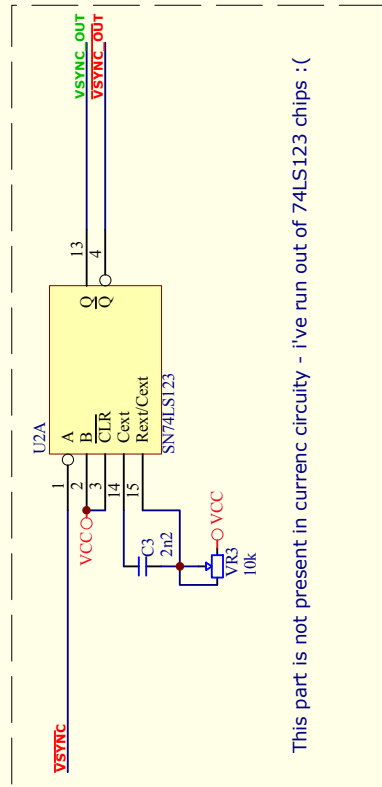 VSYNC
VCC
C3
2n2
VR3
10k
VCC
1
2
3
14
15
U2A
A
B
CLR
Cext
Rext/Cext
SN74LS123
Q
Q
13
4
VSYNC_OUT
VSYNC_OUT
This part is not present in currenc circuity - i've run out of 74LS123 chips :(